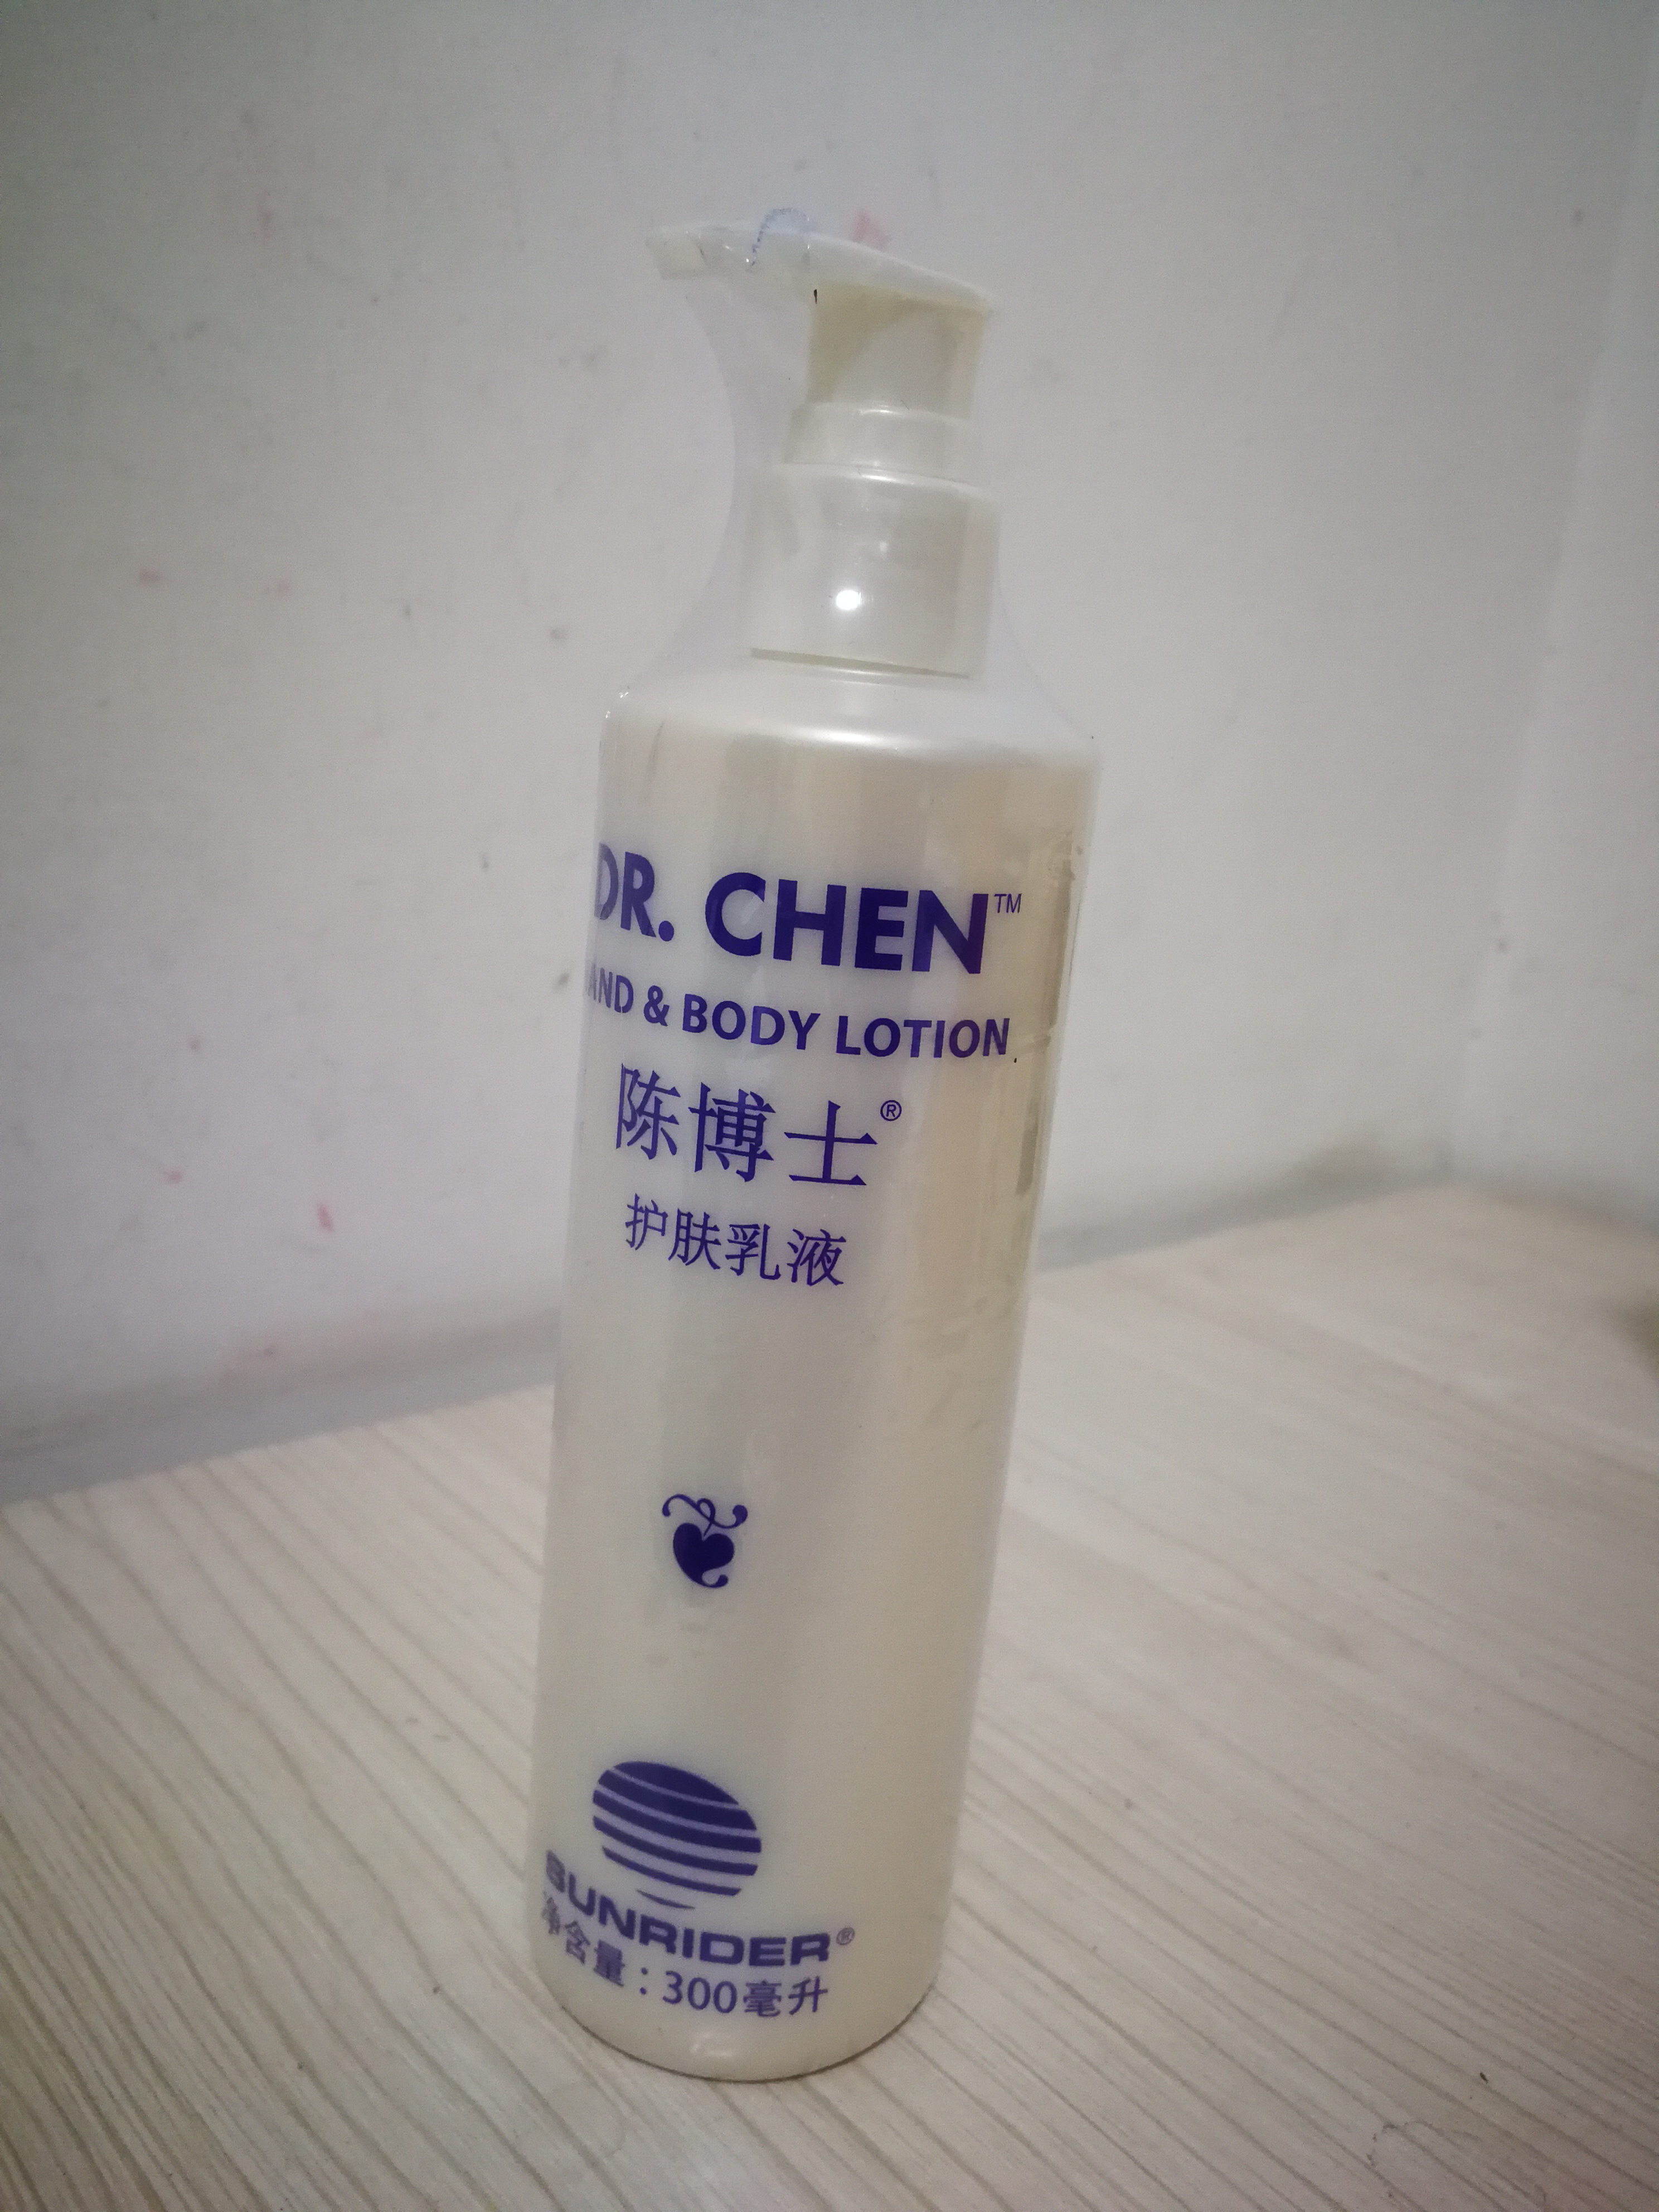 DR. CHEN™
AND & BODY LOTION
陈博士®
护肤乳液
SUNRIDER®
净含量：300毫升